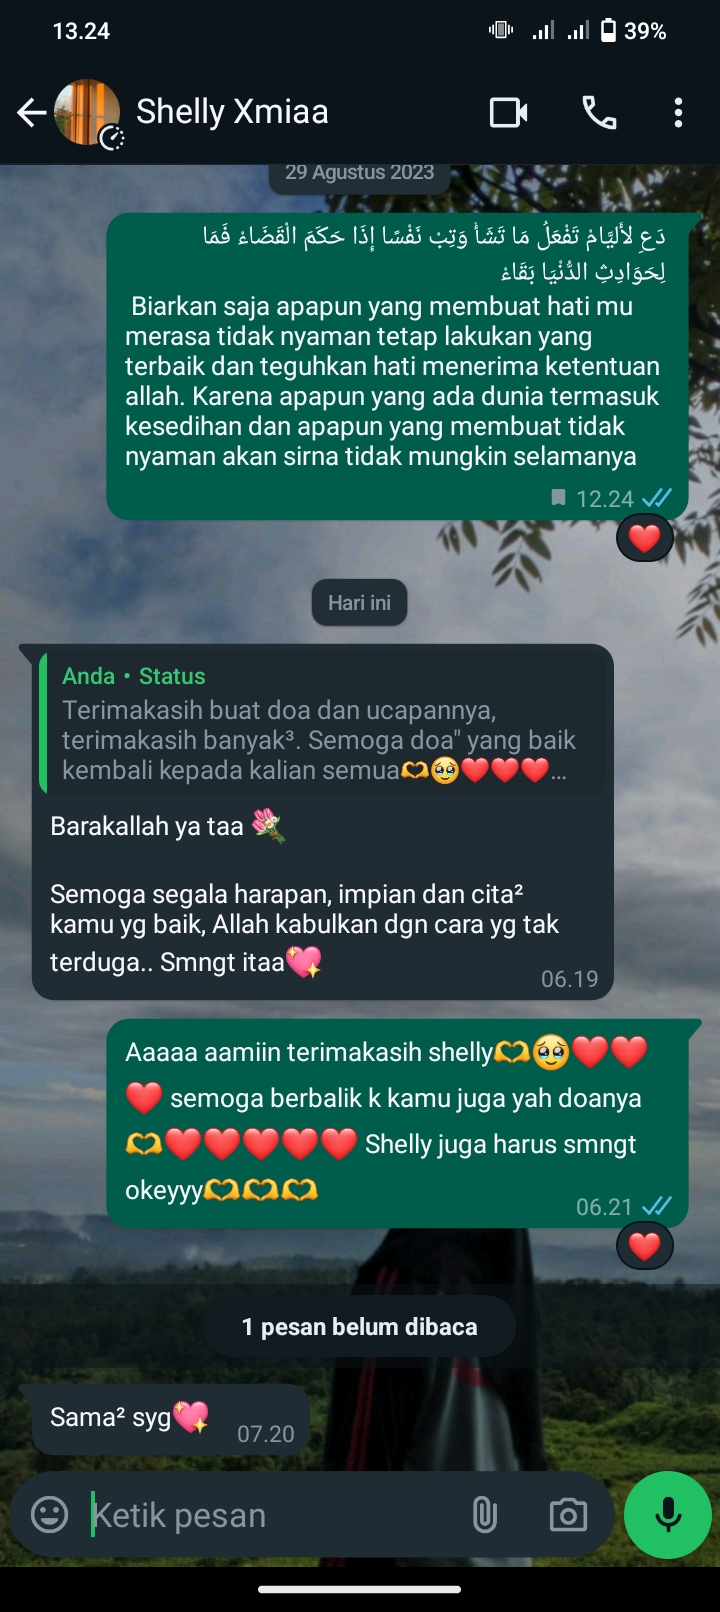 13.24
39%
Shelly Xmiaa
29 Agustus 2023
دَعِ لأَليَّامْ تَفْعَلُ مَا تَشَأْ وَتِبْ نَفْسًا إِذَا حَكَمَ الْقَضَاءْ فَمَا
لِحَوَادِثِ الدُّنْيَا بَقَاءْ
Biarkan saja apapun yang membuat hati mu
merasa tidak nyaman tetap lakukan yang
terbaik dan teguhkan hati menerima ketentuan
allah. Karena apapun yang ada dunia termasuk
kesedihan dan apapun yang membuat tidak
nyaman akan sirna tidak mungkin selamanya
12.24
❤️
Hari ini
Anda • Status
Terimakasih buat doa dan ucapannya,
terimakasih banyak³. Semoga doa" yang baik
kembali kepada kalian semua🫶🥹❤️❤️❤️...
Barakallah ya taa 💐
Semoga segala harapan, impian dan cita²
kamu yg baik, Allah kabulkan dgn cara yg tak
terduga.. Smngt itaa💖
06.19
Aaaaa aamiin terimakasih shelly🫶🥹❤️❤️
❤️ semoga berbalik k kamu juga yah doanya
🫶❤️❤️❤️❤️❤️ Shelly juga harus smngt
okeyyy🫶🫶🫶
06.21
❤️
1 pesan belum dibaca
Sama² syg💖
07.20
Ketik pesan